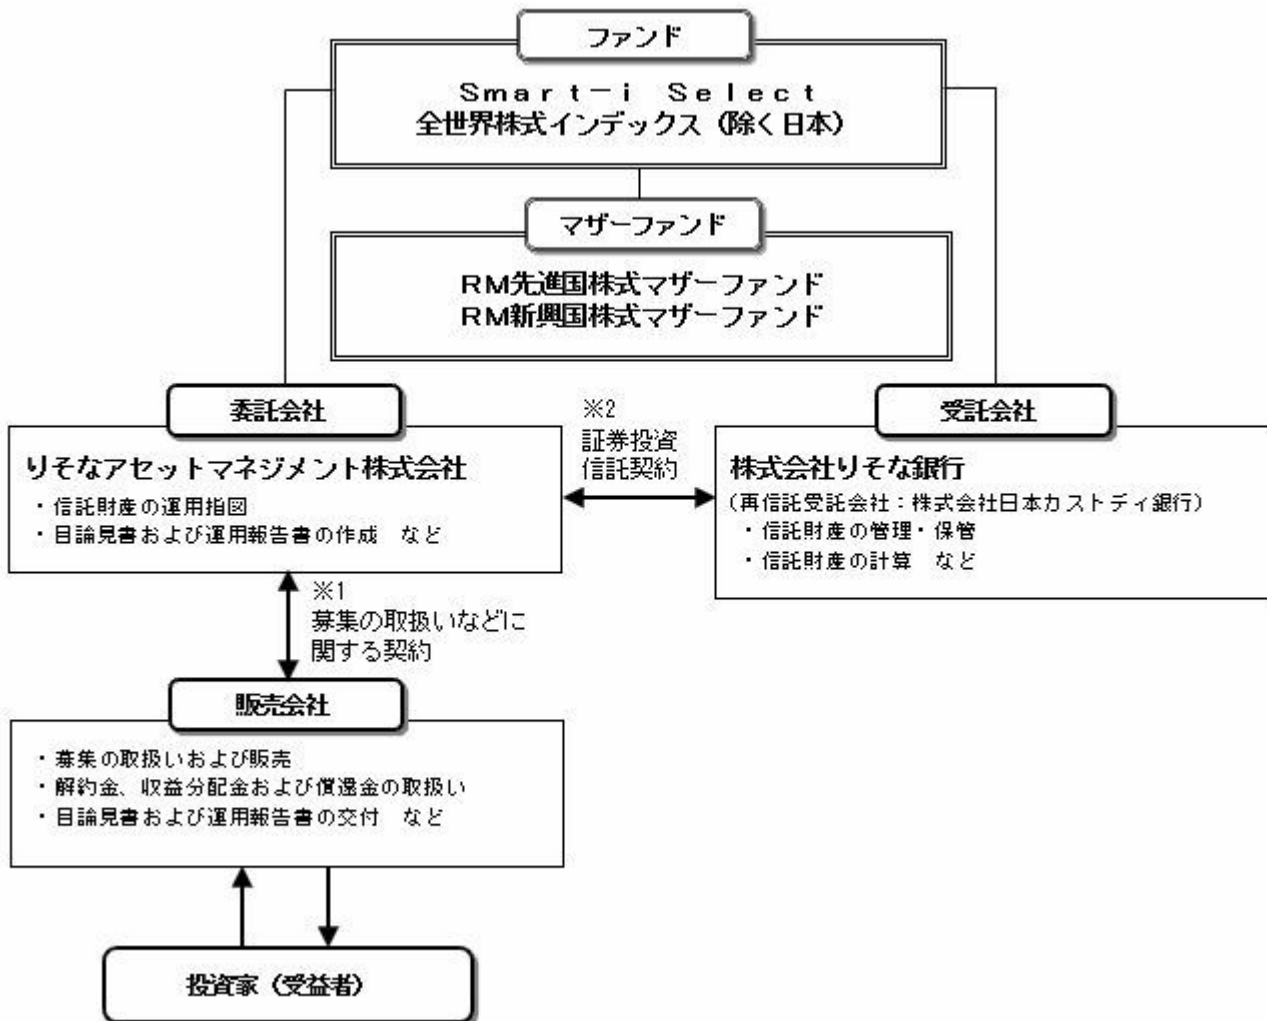 ファンド
Ｓｍａｒｔ－ｉ Ｓｅｌｅｃｔ
全世界株式インデックス（除く日本）
マザーファンド
ＲＭ先進国株式マザーファンド
ＲＭ新興国株式マザーファンド
委託会社
りそなアセットマネジメント株式会社
・信託財産の運用指図
・目論見書および運用報告書の作成　など
※2
証券投資
信託契約
受託会社
株式会社りそな銀行
（再信託受託会社：株式会社日本カストディ銀行）
・信託財産の管理・保管
・信託財産の計算　など
※1
募集の取扱いなどに
関する契約
販売会社
・募集の取扱いおよび販売
・解約金、収益分配金および償還金の取扱い
・目論見書および運用報告書の交付　など
投資家（受益者）